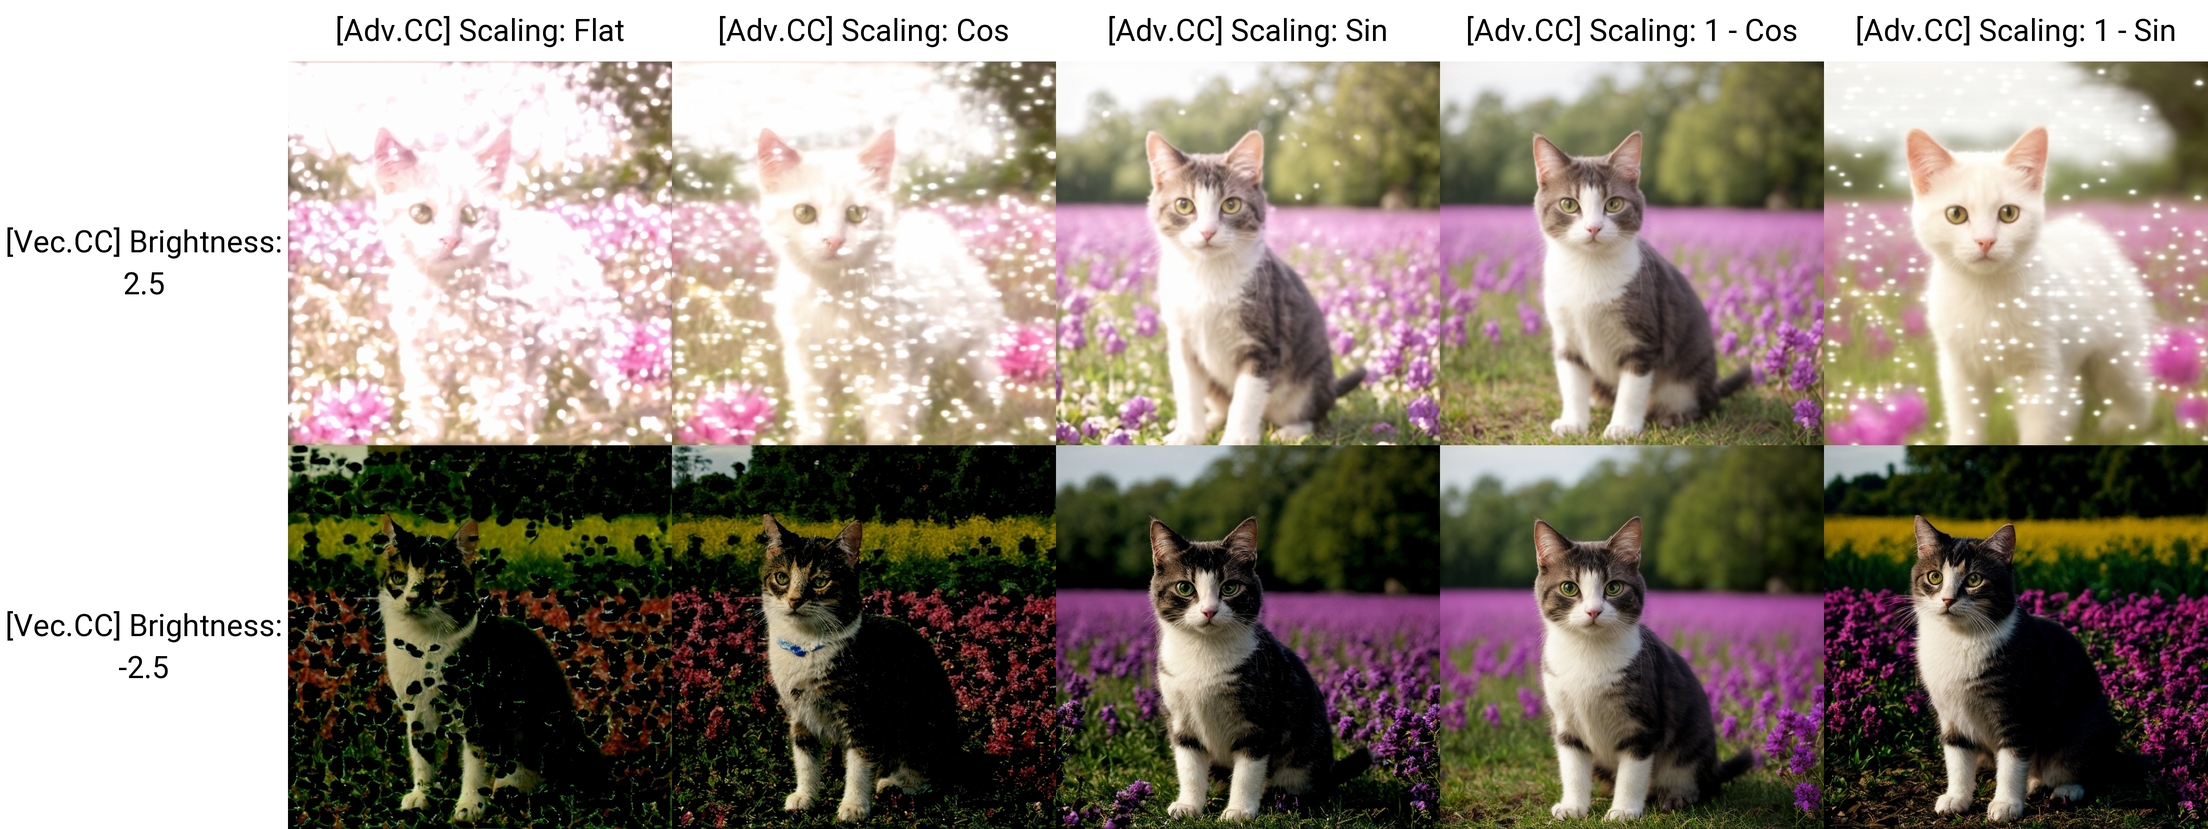 [Adv.CC] Scaling: Flat
[Adv.CC] Scaling: Cos
[Adv.CC] Scaling: Sin
[Adv.CC] Scaling: 1 - Cos
[Adv.CC] Scaling: 1 - Sin
[Vec.CC] Brightness:
2.5
[Vec.CC] Brightness:
-2.5